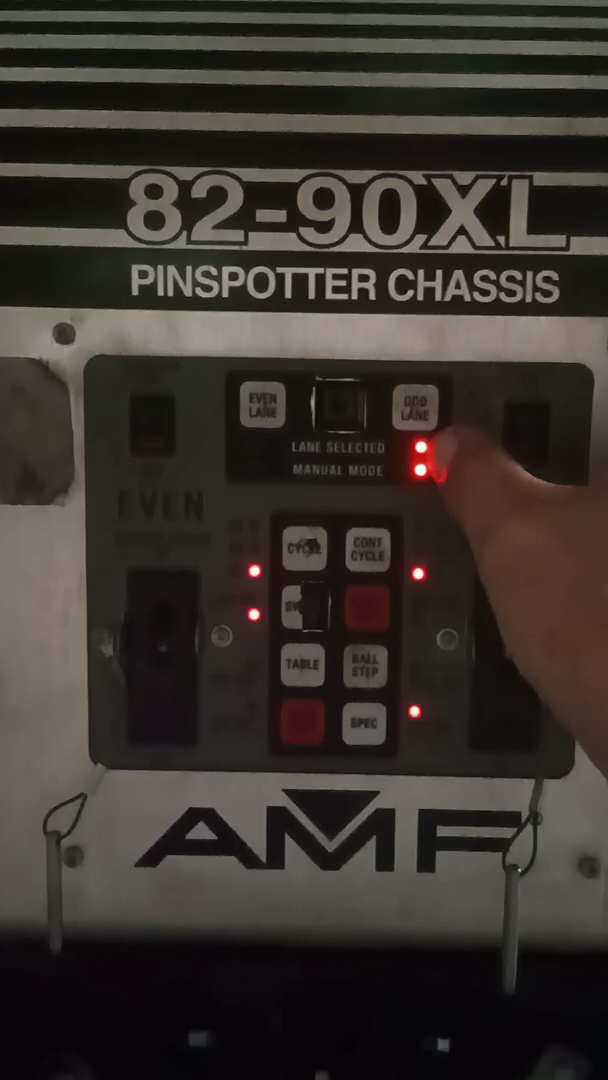 82-90XL
PINSPOTTER CHASSIS
EVEN LANE
ODD LANE
LANE SELECTED
MANUAL MODE
EVEN
CYCLE
CONT CYCLE
TABLE
BALL STEP
SPEC
AMF